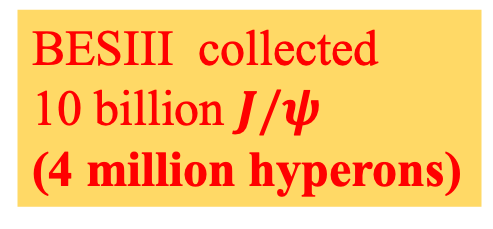 BESIII collected
10 billion J/ψ
(4 million hyperons)